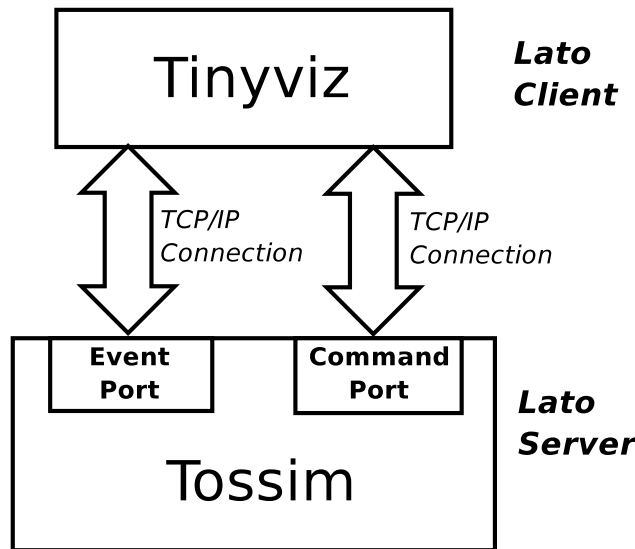 Tinyviz
Lato
Client
TCP/IP
Connection
TCP/IP
Connection
Event
Port
Command
Port
Lato
Server
Tossim